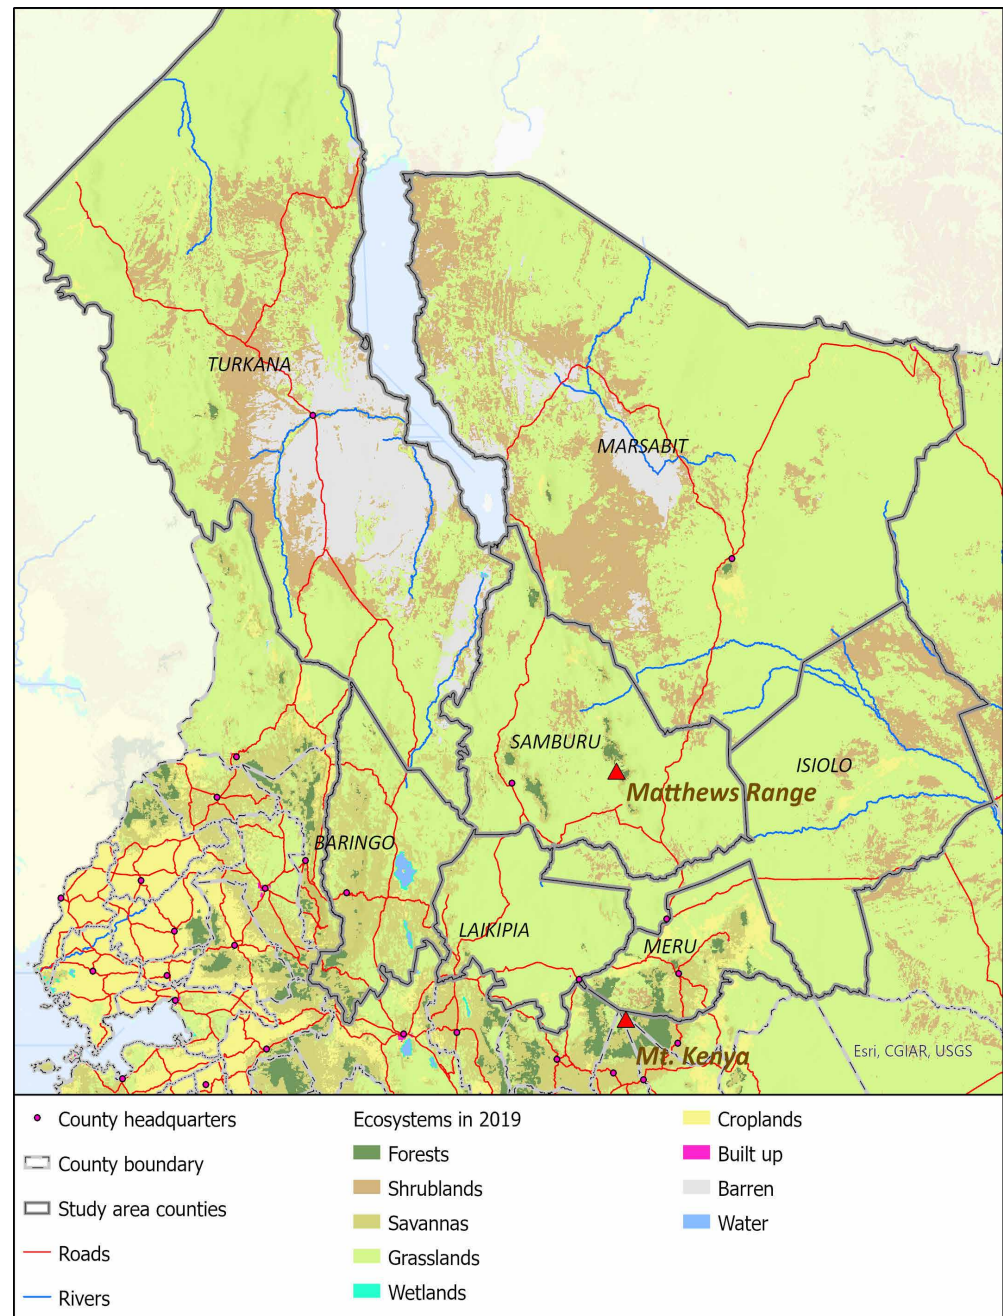 TURKANA
MARSABIT
SAMBURU
ISIOLO
Matthews Range
BARINGO
LAIKIPIA
MERU
Mt. Kenya
Esri, CGIAR, USGS
County headquarters
County boundary
Study area counties
Roads
Rivers
Ecosystems in 2019
Forests
Shrublands
Savannas
Grasslands
Wetlands
Croplands
Built up
Barren
Water